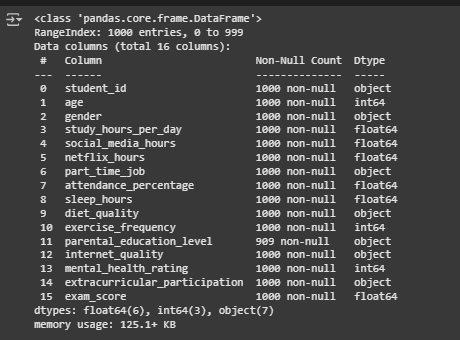 <class 'pandas.core.frame.DataFrame'>
RangeIndex: 1000 entries, 0 to 999
Data columns (total 16 columns):
 #   Column                         Non-Null Count  Dtype
---  ------                         --------------  -----
 0   student_id                     1000 non-null   object
 1   age                            1000 non-null   int64
 2   gender                         1000 non-null   object
 3   study_hours_per_day            1000 non-null   float64
 4   social_media_hours             1000 non-null   float64
 5   netflix_hours                  1000 non-null   float64
 6   part_time_job                  1000 non-null   object
 7   attendance_percentage          1000 non-null   float64
 8   sleep_hours                    1000 non-null   float64
 9   diet_quality                   1000 non-null   object
 10  exercise_frequency             1000 non-null   int64
 11  parental_education_level       909 non-null    object
 12  internet_quality               1000 non-null   object
 13  mental_health_rating           1000 non-null   int64
 14  extracurricular_participation  1000 non-null   object
 15  exam_score                     1000 non-null   float64
dtypes: float64(6), int64(3), object(7)
memory usage: 125.1+ KB